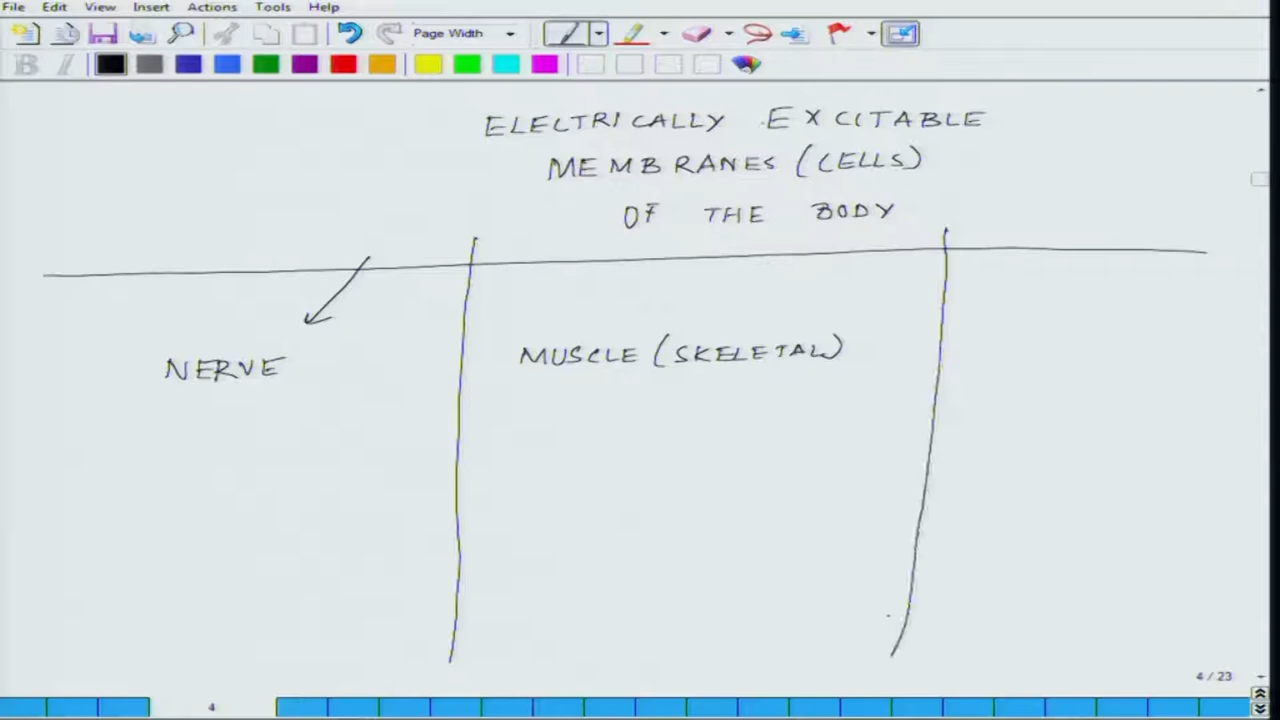 File Edit View Insert Actions Tools Help
Page Width
B I
ELECTRICALLY EXCITABLE
MEMBRANES (CELLS)
OF THE BODY
NERVE
MUSCLE (SKELETAL)
4 / 23
4